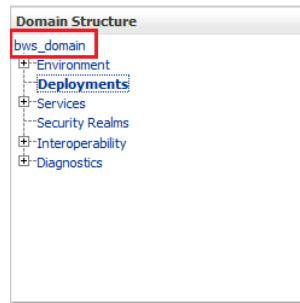 Domain Structure
bws_domain
Environment
Deployments
Services
Security Realms
Interoperability
Diagnostics